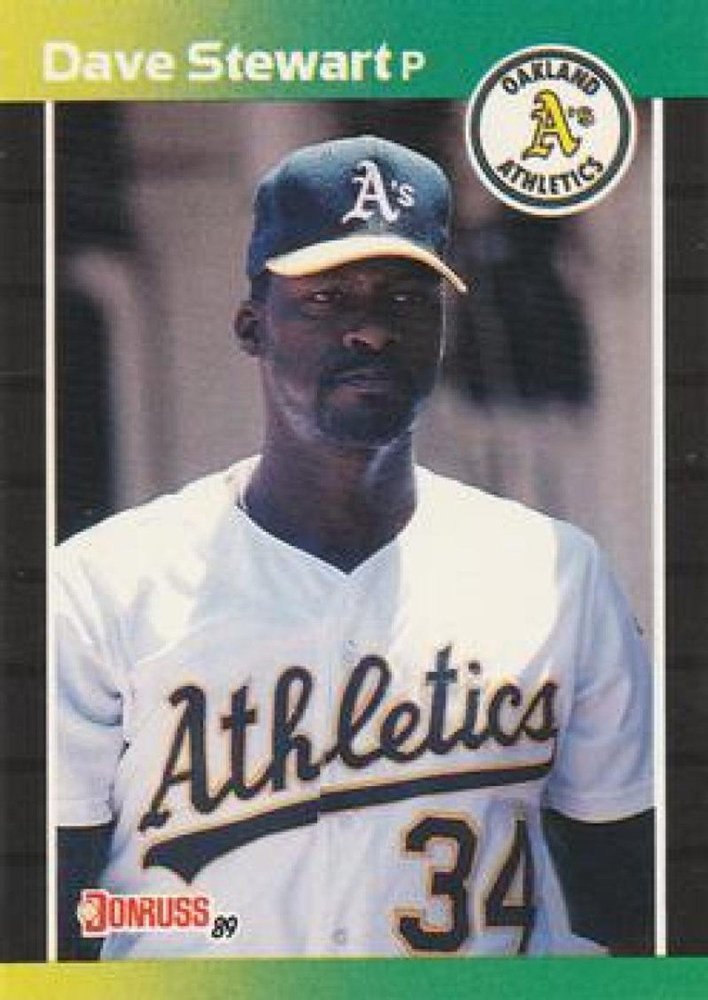 Dave Stewart P
OAKLAND
A's
ATHLETICS
A's
Athletics
34
DONRUSS 89